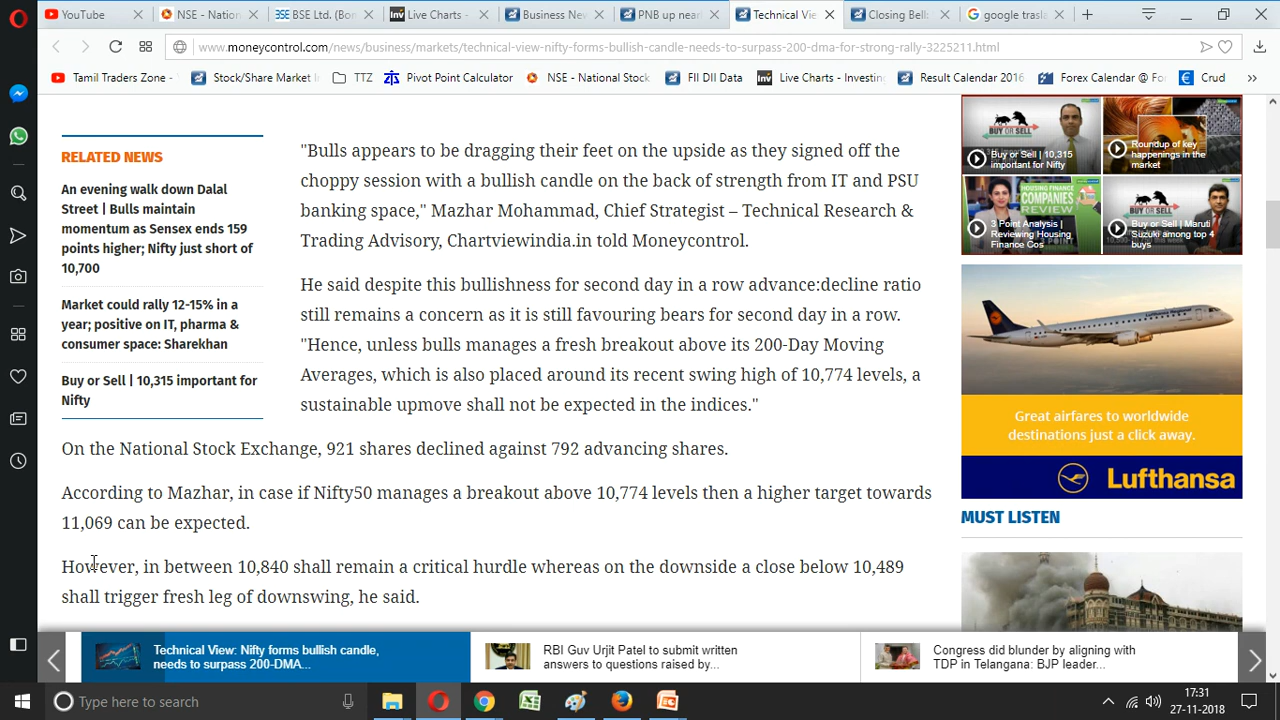 YouTube
NSE - Nation
BSE Ltd. (Bom
Live Charts -
Business New
PNB up near
Technical Vie
Closing Bell:
google trasla
www.moneycontrol.com/news/business/markets/technical-view-nifty-forms-bullish-candle-needs-to-surpass-200-dma-for-strong-rally-3225211.html
Tamil Traders Zone -
Stock/Share Market I
TTZ
Pivot Point Calculator
NSE - National Stock
FII DII Data
Live Charts - Investin
Result Calendar 2016
Forex Calendar @ Fo
Crud
RELATED NEWS
An evening walk down Dalal
Street | Bulls maintain
momentum as Sensex ends 159
points higher; Nifty just short of
10,700
Market could rally 12-15% in a
year; positive on IT, pharma &
consumer space: Sharekhan
Buy or Sell | 10,315 important for
Nifty
"Bulls appears to be dragging their feet on the upside as they signed off the
choppy session with a bullish candle on the back of strength from IT and PSU
banking space," Mazhar Mohammad, Chief Strategist – Technical Research &
Trading Advisory, Chartviewindia.in told Moneycontrol.
He said despite this bullishness for second day in a row advance:decline ratio
still remains a concern as it is still favouring bears for second day in a row.
"Hence, unless bulls manages a fresh breakout above its 200-Day Moving
Averages, which is also placed around its recent swing high of 10,774 levels, a
sustainable upmove shall not be expected in the indices."
On the National Stock Exchange, 921 shares declined against 792 advancing shares.
According to Mazhar, in case if Nifty50 manages a breakout above 10,774 levels then a higher target towards
11,069 can be expected.
However, in between 10,840 shall remain a critical hurdle whereas on the downside a close below 10,489
shall trigger fresh leg of downswing, he said.
BUY OR SELL
Buy or Sell | 10,315
important for Nifty
Roundup of key
happenings in the
market
HOUSING FINANCE
COMPANIES
REVIEW
3 Point Analysis |
Reviewing Housing
Finance Cos
BUY OR SELL
Buy or Sell | Maruti
Suzuki among top 4
buys
Great airfares to worldwide
destinations just a click away.
Lufthansa
MUST LISTEN
Technical View: Nifty forms bullish candle,
needs to surpass 200-DMA...
RBI Guv Urjit Patel to submit written
answers to questions raised by...
Congress did blunder by aligning with
TDP in Telangana: BJP leader...
Type here to search
17:31
27-11-2018